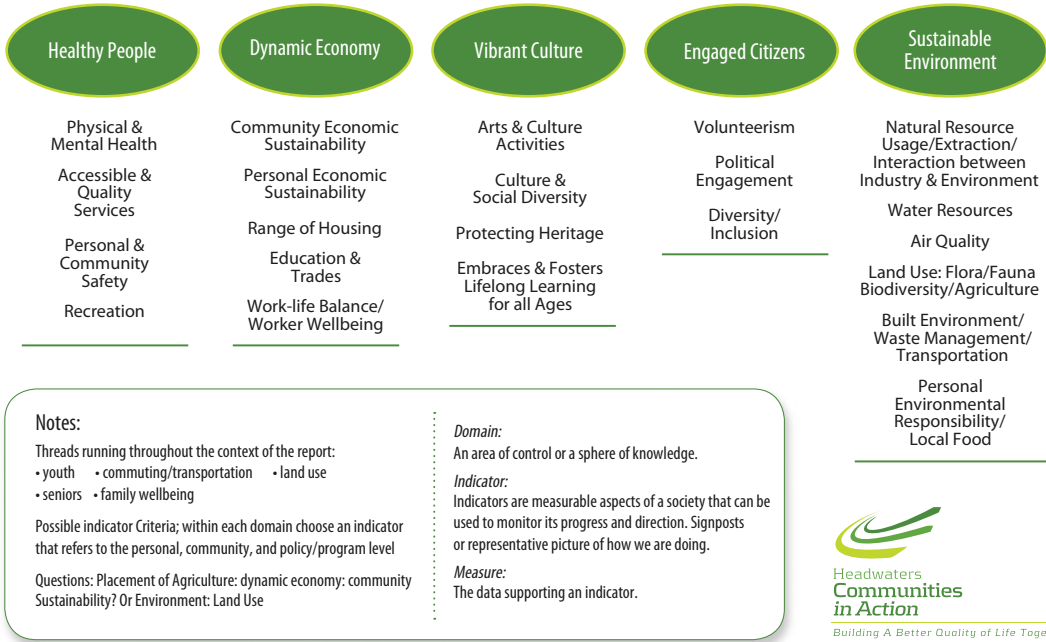 Healthy People
Physical &
Mental Health
Accessible &
Quality
Services
Personal &
Community
Safety
Recreation
Dynamic Economy
Community Economic
Sustainability
Personal Economic
Sustainability
Range of Housing
Education &
Trades
Work-life Balance/
Worker Wellbeing
Vibrant Culture
Arts & Culture
Activities
Culture &
Social Diversity
Protecting Heritage
Embraces & Fosters
Lifelong Learning
for all Ages
Engaged Citizens
Volunteerism
Political
Engagement
Diversity/
Inclusion
Sustainable
Environment
Natural Resource
Usage/Extraction/
Interaction between
Industry & Environment
Water Resources
Air Quality
Land Use: Flora/Fauna
Biodiversity/Agriculture
Built Environment/
Waste Management/
Transportation
Personal
Environmental
Responsibility/
Local Food
Notes:
Threads running throughout the context of the report:
• youth • commuting/transportation • land use
• seniors • family wellbeing
Possible indicator Criteria; within each domain choose an indicator
that refers to the personal, community, and policy/program level
Questions: Placement of Agriculture: dynamic economy: community
Sustainability? Or Environment: Land Use
Domain:
An area of control or a sphere of knowledge.
Indicator:
Indicators are measurable aspects of a society that can be
used to monitor its progress and direction. Signposts
or representative picture of how we are doing.
Measure:
The data supporting an indicator.
Headwaters
Communities
in Action
Building A Better Quality of Life Toge